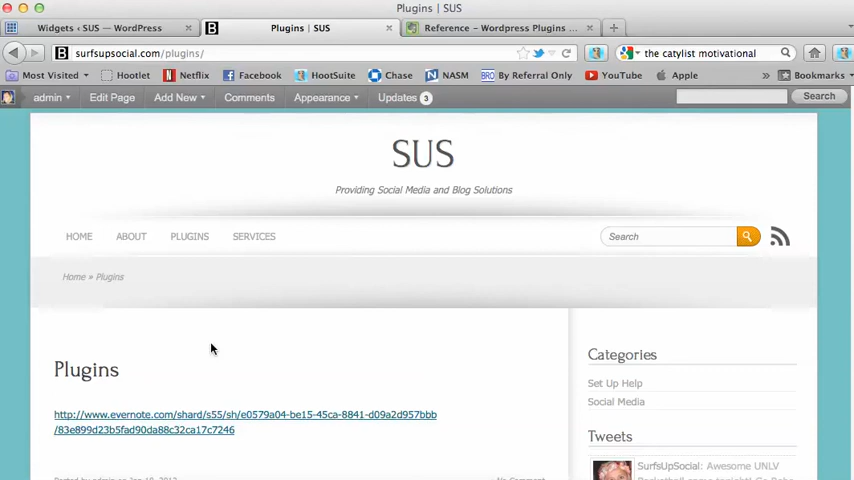 Plugins | SUS
Widgets ‹ SUS — WordPress
Plugins | SUS
Reference – Wordpress Plugins ...
surfsupsocial.com/plugins/
the catylist motivational
Most Visited
Hootlet
Netflix
Facebook
HootSuite
Chase
NASM
BRO By Referral Only
YouTube
Apple
»
Bookmarks
admin
Edit Page
Add New
Comments
Appearance
Updates 3
Search
SUS
Providing Social Media and Blog Solutions
HOME
ABOUT
PLUGINS
SERVICES
Search
Home » Plugins
Plugins
http://www.evernote.com/shard/s55/sh/e0579a04-be15-45ca-8841-d09a2d957bbb
/83e899d23b5fad90da88c32ca17c7246
Categories
Set Up Help
Social Media
Tweets
SurfsUpSocial: Awesome UNLV